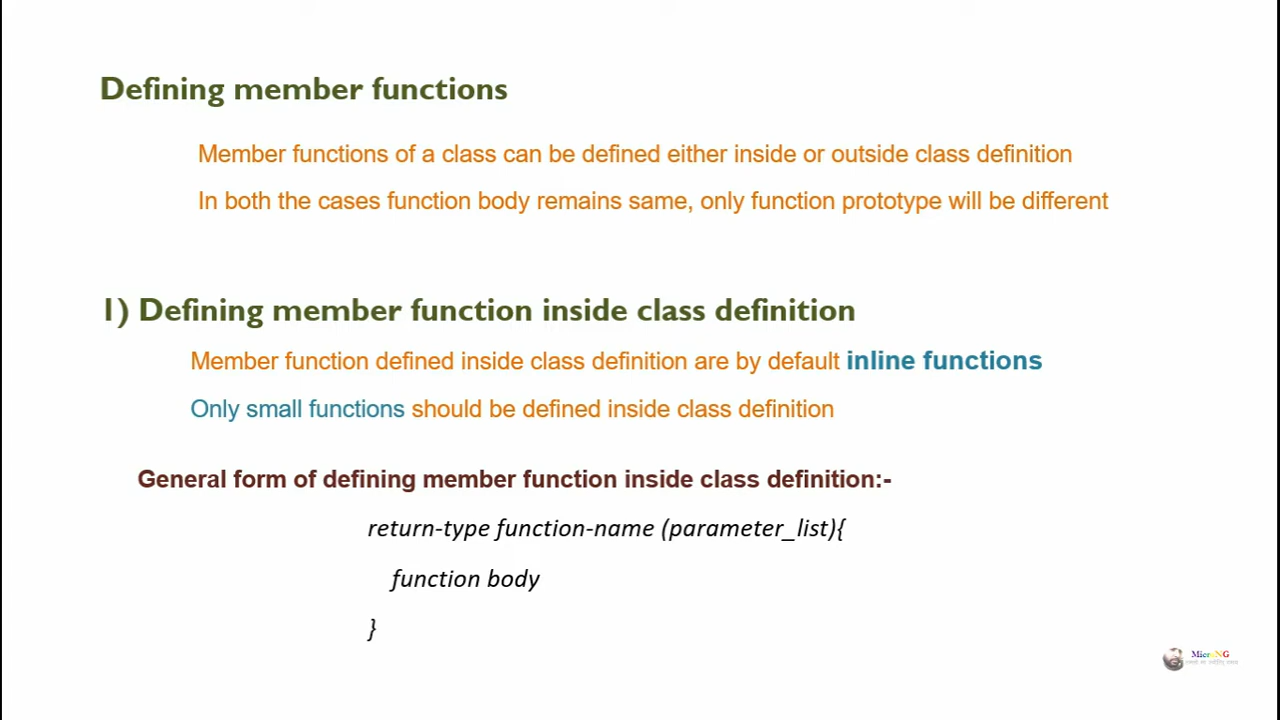 Defining member functions
Member functions of a class can be defined either inside or outside class definition
In both the cases function body remains same, only function prototype will be different
1) Defining member function inside class definition
Member function defined inside class definition are by default inline functions
Only small functions should be defined inside class definition
General form of defining member function inside class definition:-
return-type function-name (parameter_list){
function body
}
MicroNG